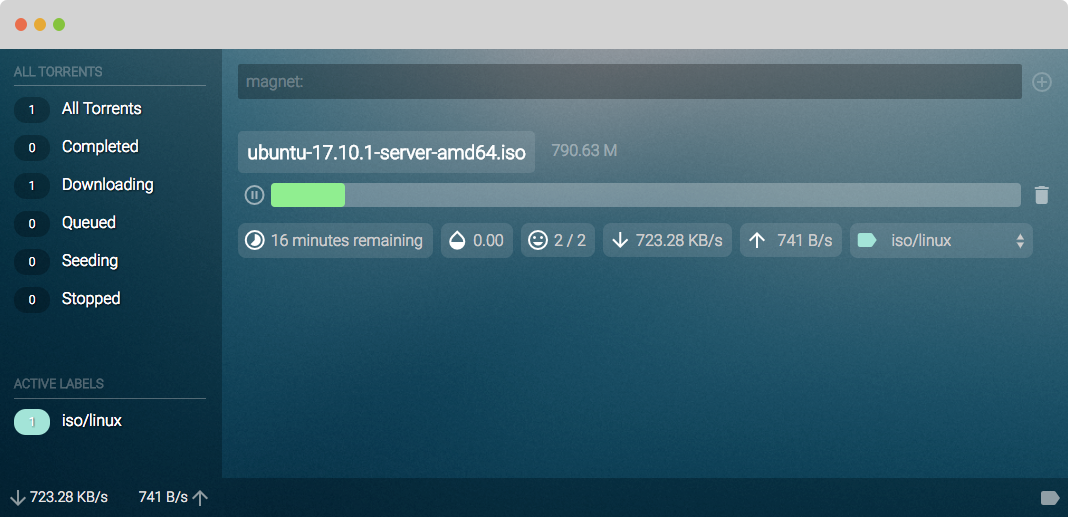 ALL TORRENTS
1 All Torrents
0 Completed
1 Downloading
0 Queued
0 Seeding
0 Stopped
ACTIVE LABELS
1 iso/linux
723.28 KB/s 741 B/s
magnet:
ubuntu-17.10.1-server-amd64.iso 790.63 M
16 minutes remaining 0.00 2 / 2 723.28 KB/s 741 B/s iso/linux